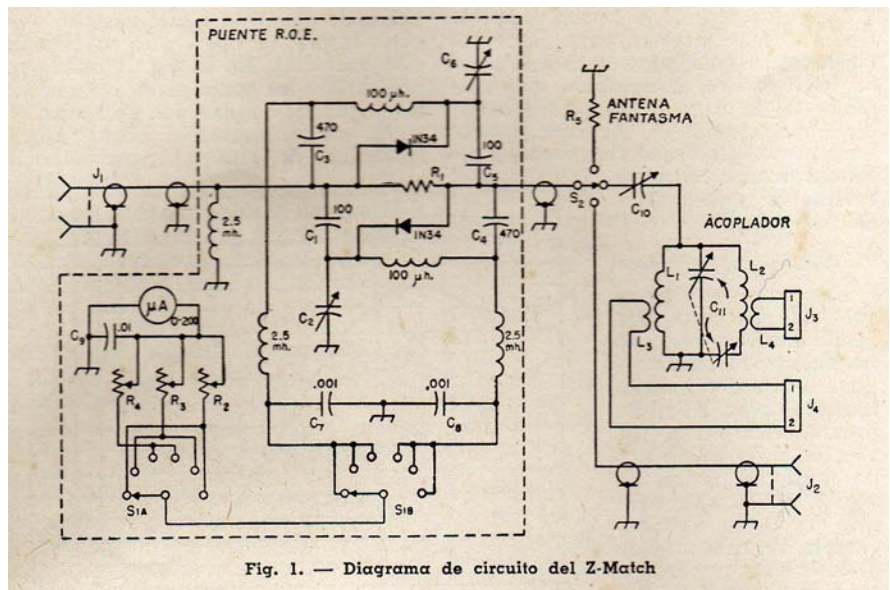 PUENTE R.O.E.
C6
100 µh.
470
C3
1N34
100
C5
R5
ANTENA
FANTASMA
J1
R1
S2
C10
2.5
mh.
100
C1
1N34
C4
470
ACOPLADOR
100 µh.
C2
L1
L2
C11
L3
L4
1
2
J3
µA
0-200
C9
.01
R4
R3
R2
2.5
mh.
2.5
mh.
.001
C7
.001
C8
1
2
J4
S1A
S1B
J2
Fig. 1. — Diagrama de circuito del Z-Match